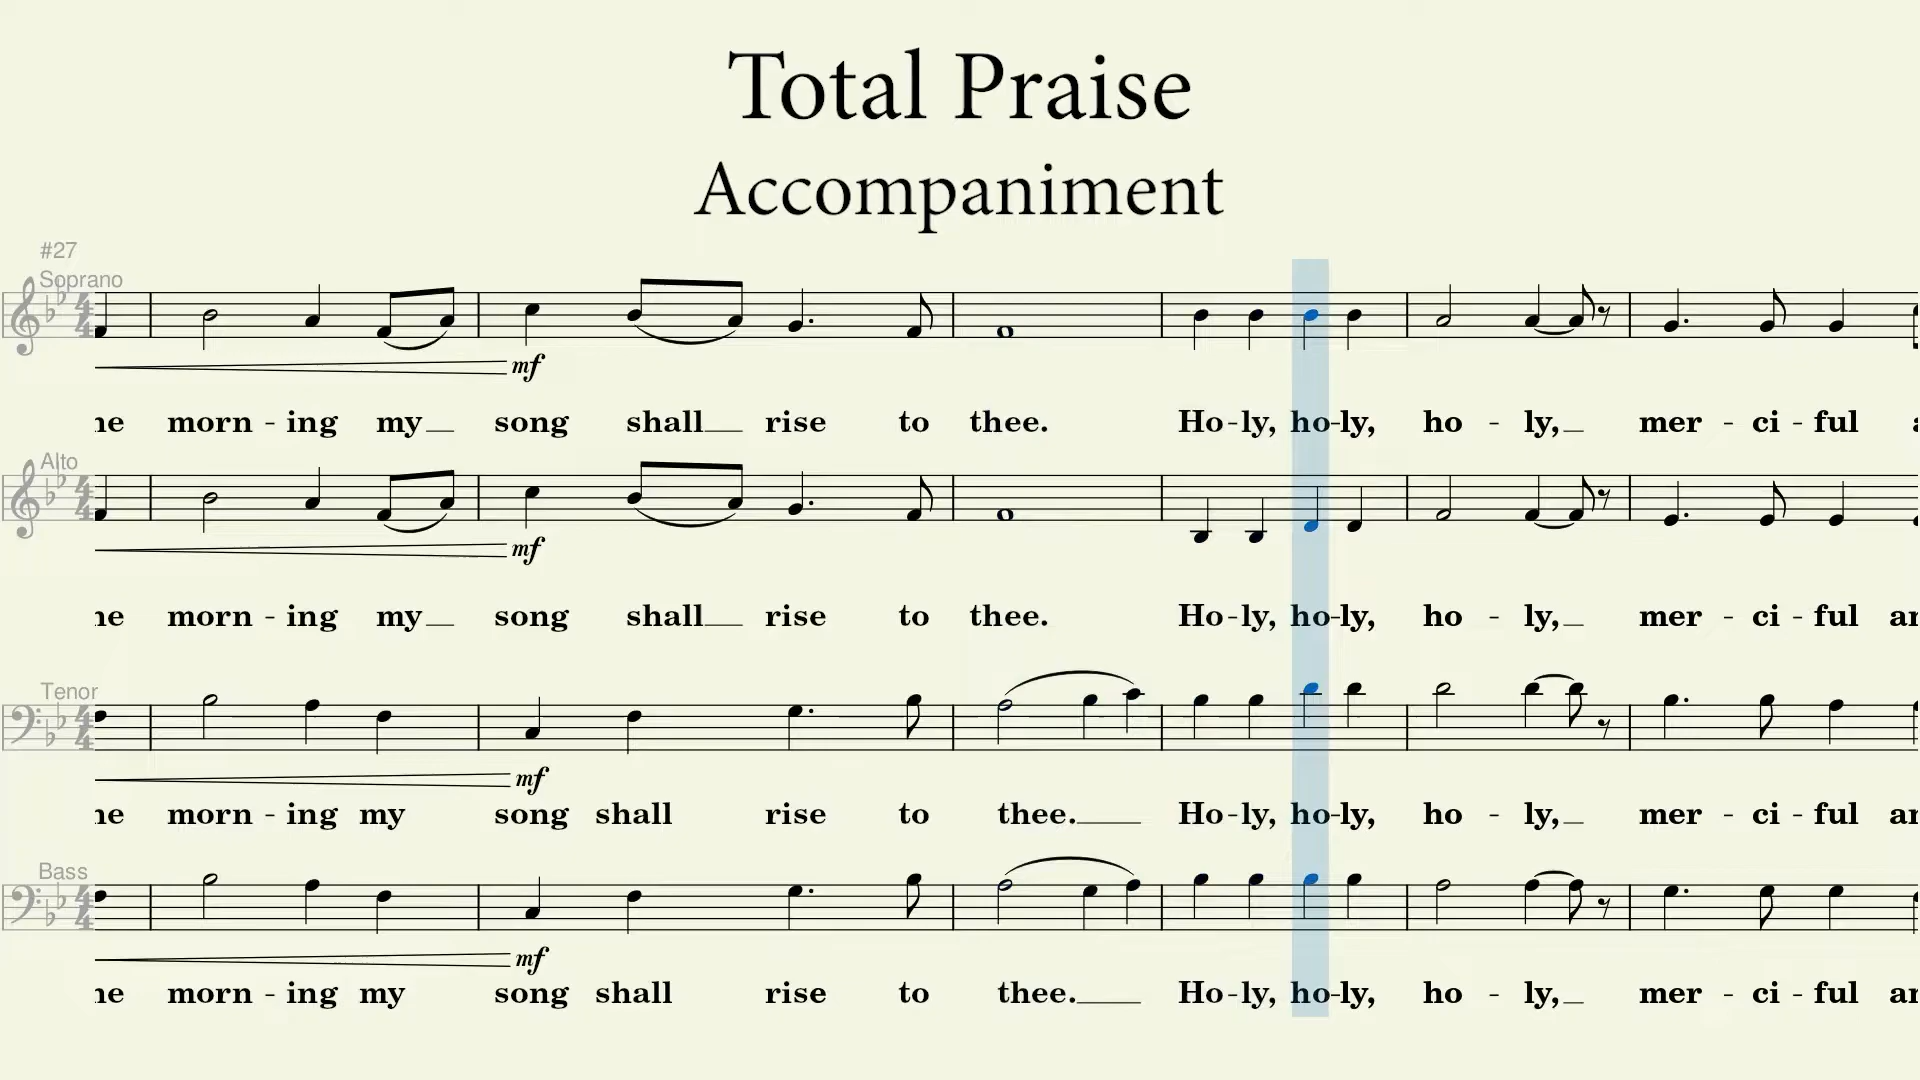 Total Praise
Accompaniment
#27
Soprano
mf
morn - ing my song shall rise to thee. Ho-ly, ho-ly, ho - ly, mer - ci - ful
Alto
mf
morn - ing my song shall rise to thee. Ho-ly, ho-ly, ho - ly, mer - ci - ful
Tenor
mf
morn - ing my song shall rise to thee. Ho-ly, ho-ly, ho - ly, mer - ci - ful
Bass
mf
morn - ing my song shall rise to thee. Ho-ly, ho-ly, ho - ly, mer - ci - ful